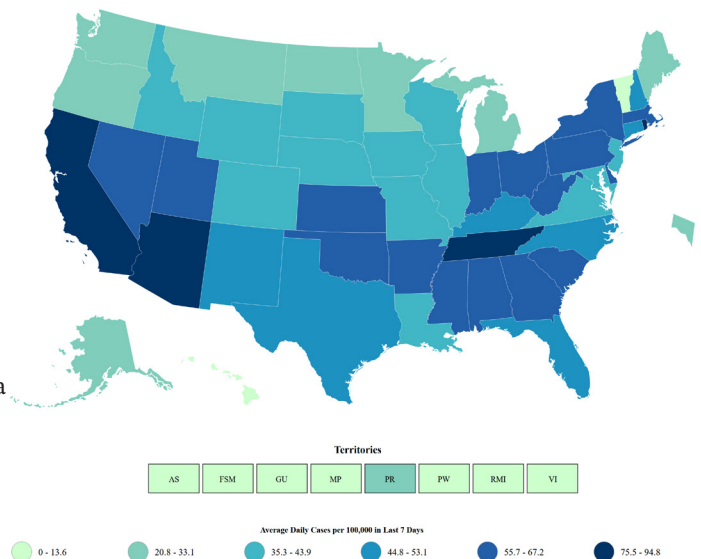 a
Territories
AS FSM GU MP PR PW RMI VI
Average Daily Cases per 100,000 in Last 7 Days
0 - 13.6 20.8 - 33.1 35.3 - 43.9 44.8 - 53.1 55.7 - 67.2 75.5 - 94.8